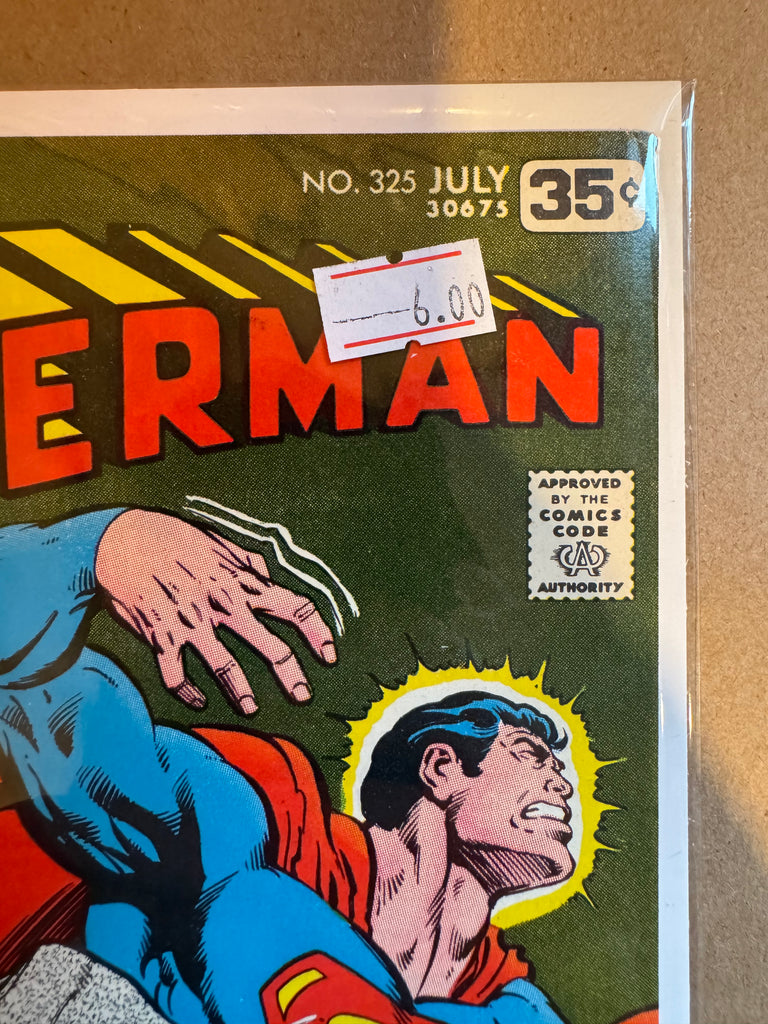 NO. 325 JULY 35¢
30675
6.00
ERMAN
APPROVED
BY THE
COMICS
CODE
CA
AUTHORITY